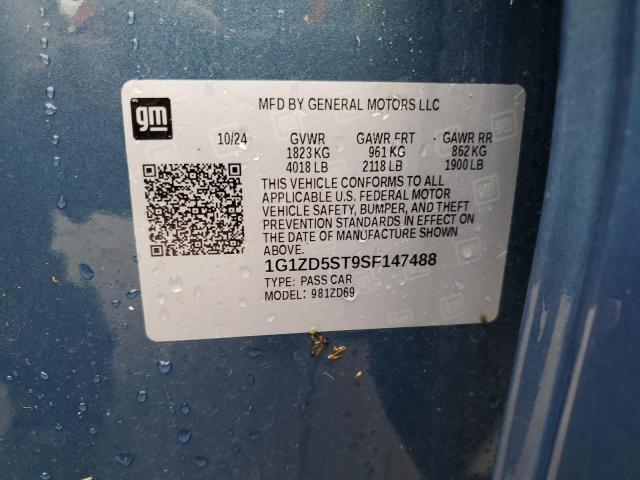 gm
MFD BY GENERAL MOTORS LLC
10/24 GVWR GAWR FRT GAWR RR
1823 KG 961 KG 862 KG
4018 LB 2118 LB 1900 LB
THIS VEHICLE CONFORMS TO ALL
APPLICABLE U.S. FEDERAL MOTOR
VEHICLE SAFETY, BUMPER, AND THEFT
PREVENTION STANDARDS IN EFFECT ON
THE DATE OF MANUFACTURE SHOWN
ABOVE.
1G1ZD5ST9SF147488
TYPE: PASS CAR
MODEL: 981ZD69